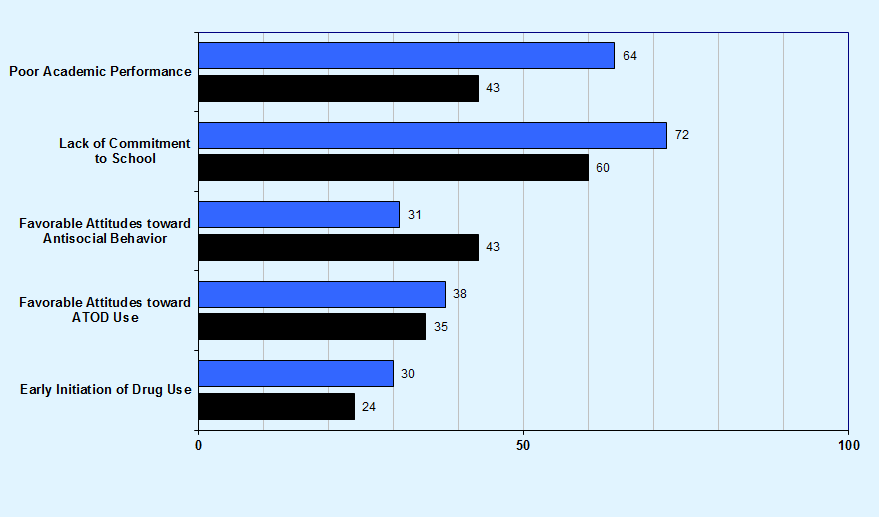 Poor Academic Performance
64
43
Lack of Commitment
to School
72
60
Favorable Attitudes toward
Antisocial Behavior
31
43
Favorable Attitudes toward
ATOD Use
38
35
Early Initiation of Drug Use
30
24
0 50 100